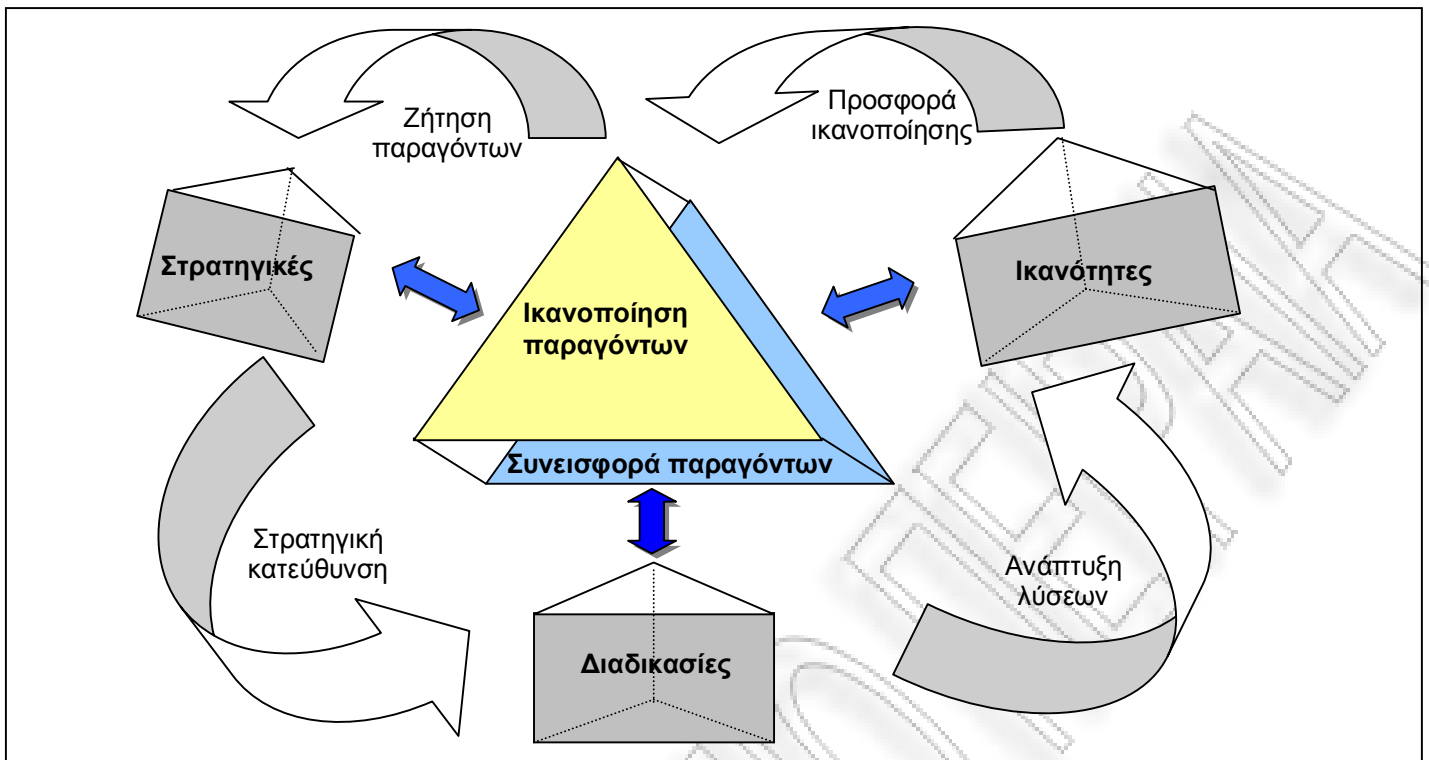 Ζήτηση
παραγόντων
Προσφορά
ικανοποίησης
Στρατηγικές
Ικανοποίηση
παραγόντων
Ικανότητες
Συνεισφορά παραγόντων
Στρατηγική
κατεύθυνση
Ανάπτυξη
λύσεων
Διαδικασίες